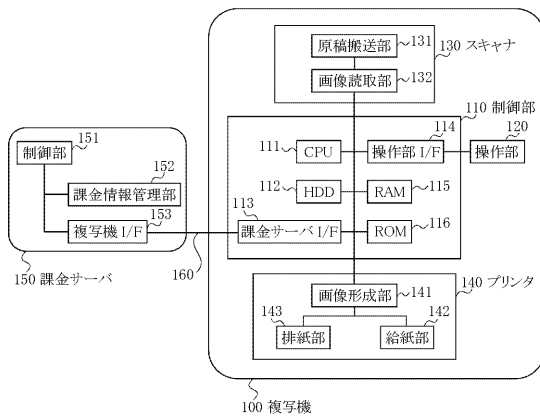 原稿搬送部 131
画像読取部 132
130 スキャナ
110 制御部
111 CPU
114
操作部 I/F
120
操作部
112 HDD
RAM 115
113
課金サーバ I/F
ROM 116
151
制御部
152
課金情報管理部
153
複写機 I/F
150 課金サーバ
160
画像形成部 141
140 プリンタ
143
排紙部
給紙部 142
100 複写機